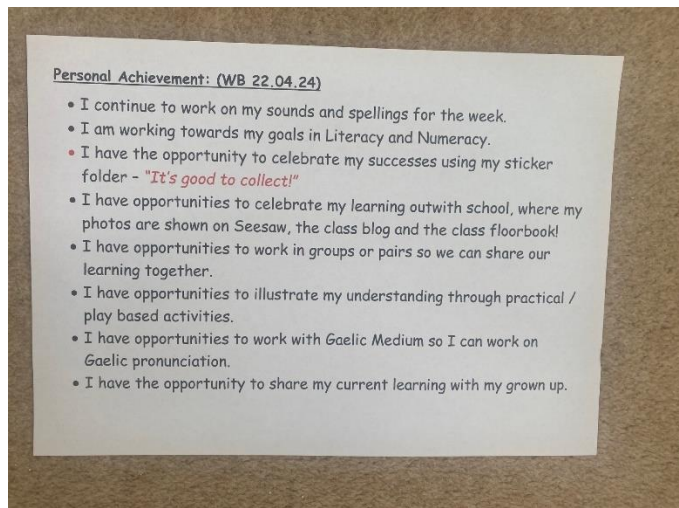 Personal Achievement: (WB 22.04.24)
• I continue to work on my sounds and spellings for the week.
• I am working towards my goals in Literacy and Numeracy.
• I have the opportunity to celebrate my successes using my sticker
folder – "It's good to collect!"
• I have opportunities to celebrate my learning outwith school, where my
photos are shown on Seesaw, the class blog and the class floorbook!
• I have opportunities to work in groups or pairs so we can share our
learning together.
• I have opportunities to illustrate my understanding through practical /
play based activities.
• I have opportunities to work with Gaelic Medium so I can work on
Gaelic pronunciation.
• I have the opportunity to share my current learning with my grown up.